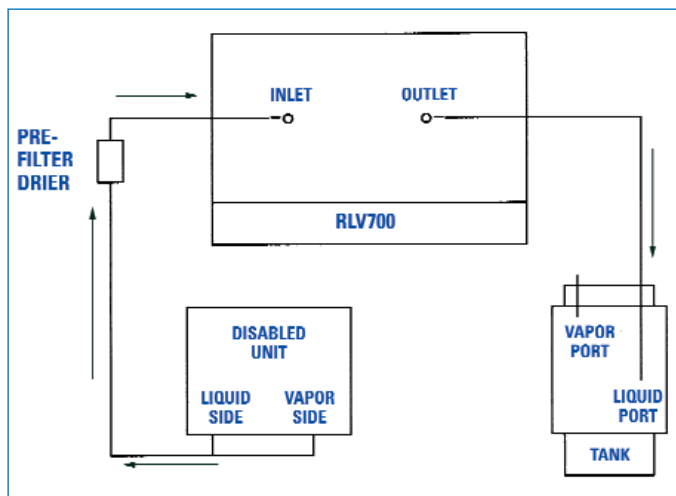 INLET
OUTLET
PRE-
FILTER
DRIER
RLV700
DISABLED
UNIT
LIQUID
SIDE
VAPOR
SIDE
VAPOR
PORT
LIQUID
PORT
TANK